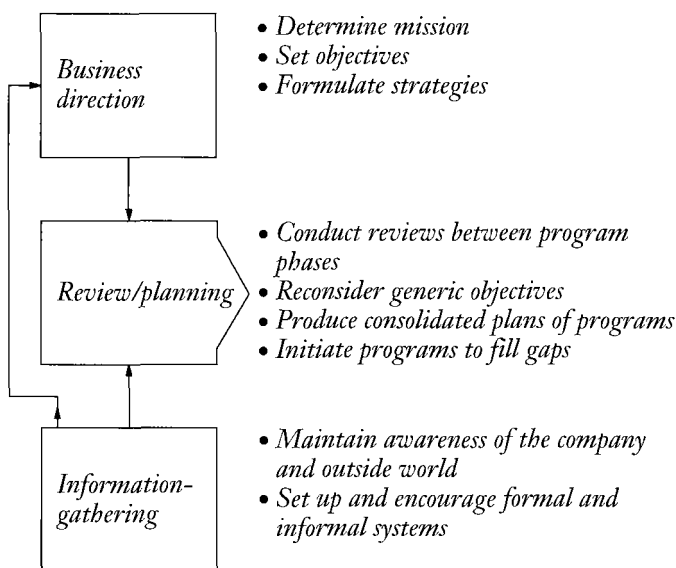 Business
direction
• Determine mission
• Set objectives
• Formulate strategies
Review/planning
• Conduct reviews between program
phases
• Reconsider generic objectives
• Produce consolidated plans of programs
• Initiate programs to fill gaps
Information-
gathering
• Maintain awareness of the company
and outside world
• Set up and encourage formal and
informal systems